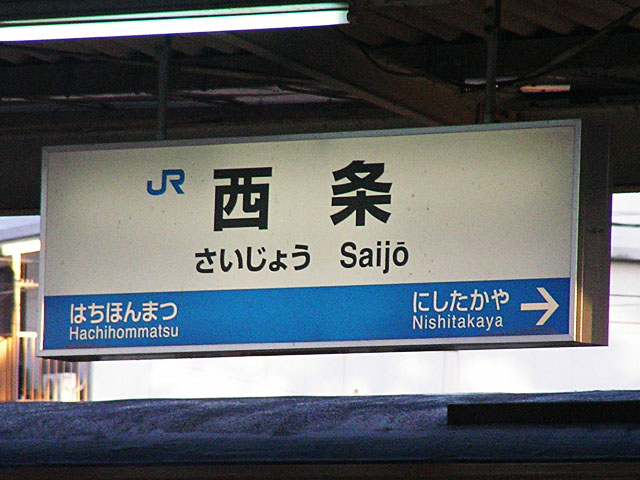 JR 西条
さいじょう Saijō
はちほんまつ
Hachihommatsu
にしたかや →
Nishitakaya